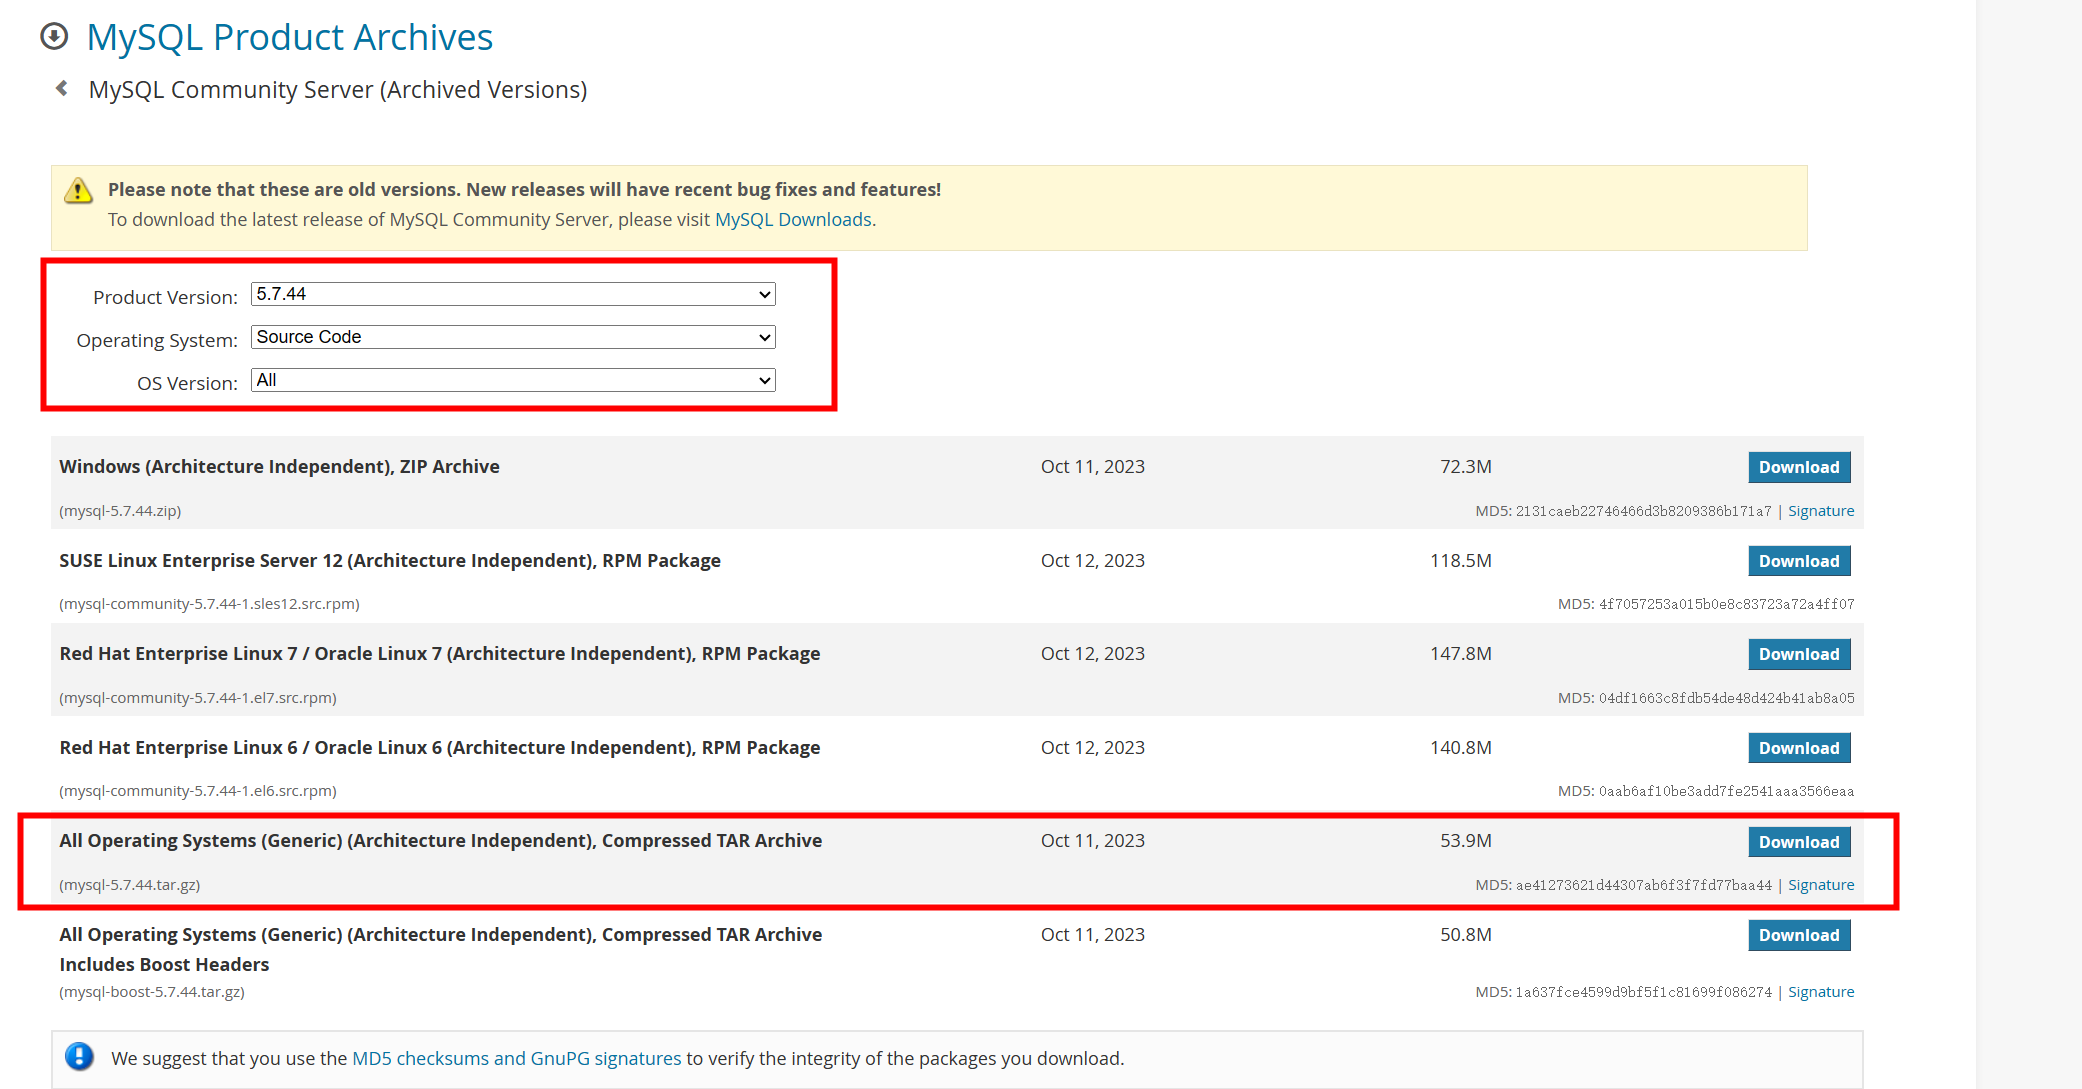 MySQL Product Archives
MySQL Community Server (Archived Versions)
Please note that these are old versions. New releases will have recent bug fixes and features!
To download the latest release of MySQL Community Server, please visit MySQL Downloads.
Product Version: 5.7.44
Operating System: Source Code
OS Version: All
Windows (Architecture Independent), ZIP Archive Oct 11, 2023 72.3M Download
(mysql-5.7.44.zip) MD5: 2131caeb22746466d3b8209386b171a7 | Signature
SUSE Linux Enterprise Server 12 (Architecture Independent), RPM Package Oct 12, 2023 118.5M Download
(mysql-community-5.7.44-1.sles12.src.rpm) MD5: 4f7057253a015b0e8c83723a72a4ff07
Red Hat Enterprise Linux 7 / Oracle Linux 7 (Architecture Independent), RPM Package Oct 12, 2023 147.8M Download
(mysql-community-5.7.44-1.el7.src.rpm) MD5: 04df1663c8fdb54de48d424b41ab8a05
Red Hat Enterprise Linux 6 / Oracle Linux 6 (Architecture Independent), RPM Package Oct 12, 2023 140.8M Download
(mysql-community-5.7.44-1.el6.src.rpm) MD5: 0aab6af10be3add7fe2541aaa3566eaa
All Operating Systems (Generic) (Architecture Independent), Compressed TAR Archive Oct 11, 2023 53.9M Download
(mysql-5.7.44.tar.gz) MD5: ae41273621d44307ab6f3f7fd77baa44 | Signature
All Operating Systems (Generic) (Architecture Independent), Compressed TAR Archive Oct 11, 2023 50.8M Download
Includes Boost Headers
(mysql-boost-5.7.44.tar.gz) MD5: 1a637fce4599d9bf5f1c81699f086274 | Signature
We suggest that you use the MD5 checksums and GnuPG signatures to verify the integrity of the packages you download.